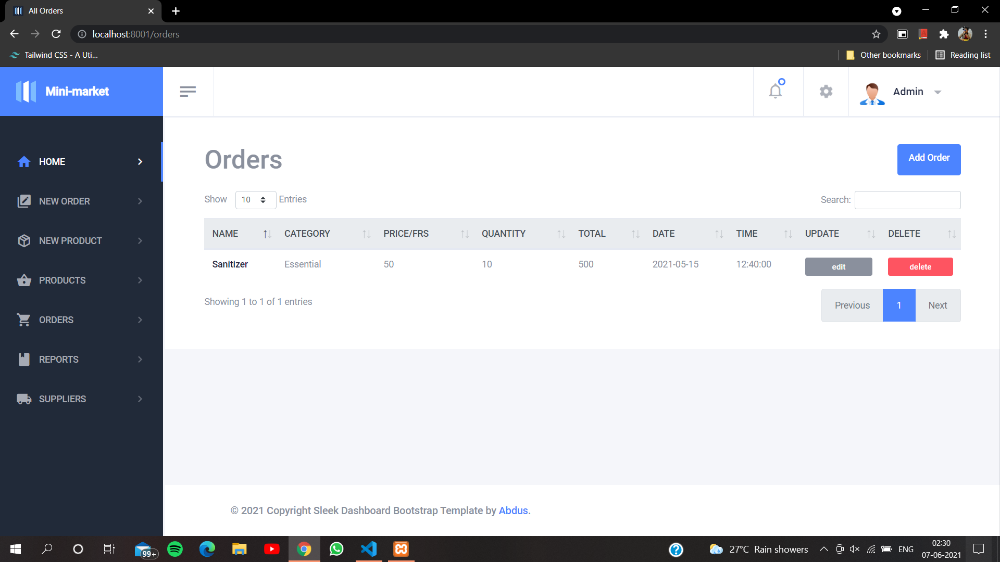 All Orders
localhost:8001/orders
Tailwind CSS - A Uti...
Other bookmarks
Reading list
Mini-market
Admin
HOME
NEW ORDER
NEW PRODUCT
PRODUCTS
ORDERS
REPORTS
SUPPLIERS
Orders
Add Order
Show 10 Entries
Search:
NAME CATEGORY PRICE/FRS QUANTITY TOTAL DATE TIME UPDATE DELETE
Sanitizer Essential 50 10 500 2021-05-15 12:40:00 edit delete
Showing 1 to 1 of 1 entries
Previous 1 Next
© 2021 Copyright Sleek Dashboard Bootstrap Template by Abdus.
99+
27°C Rain showers
ENG
02:30
07-06-2021